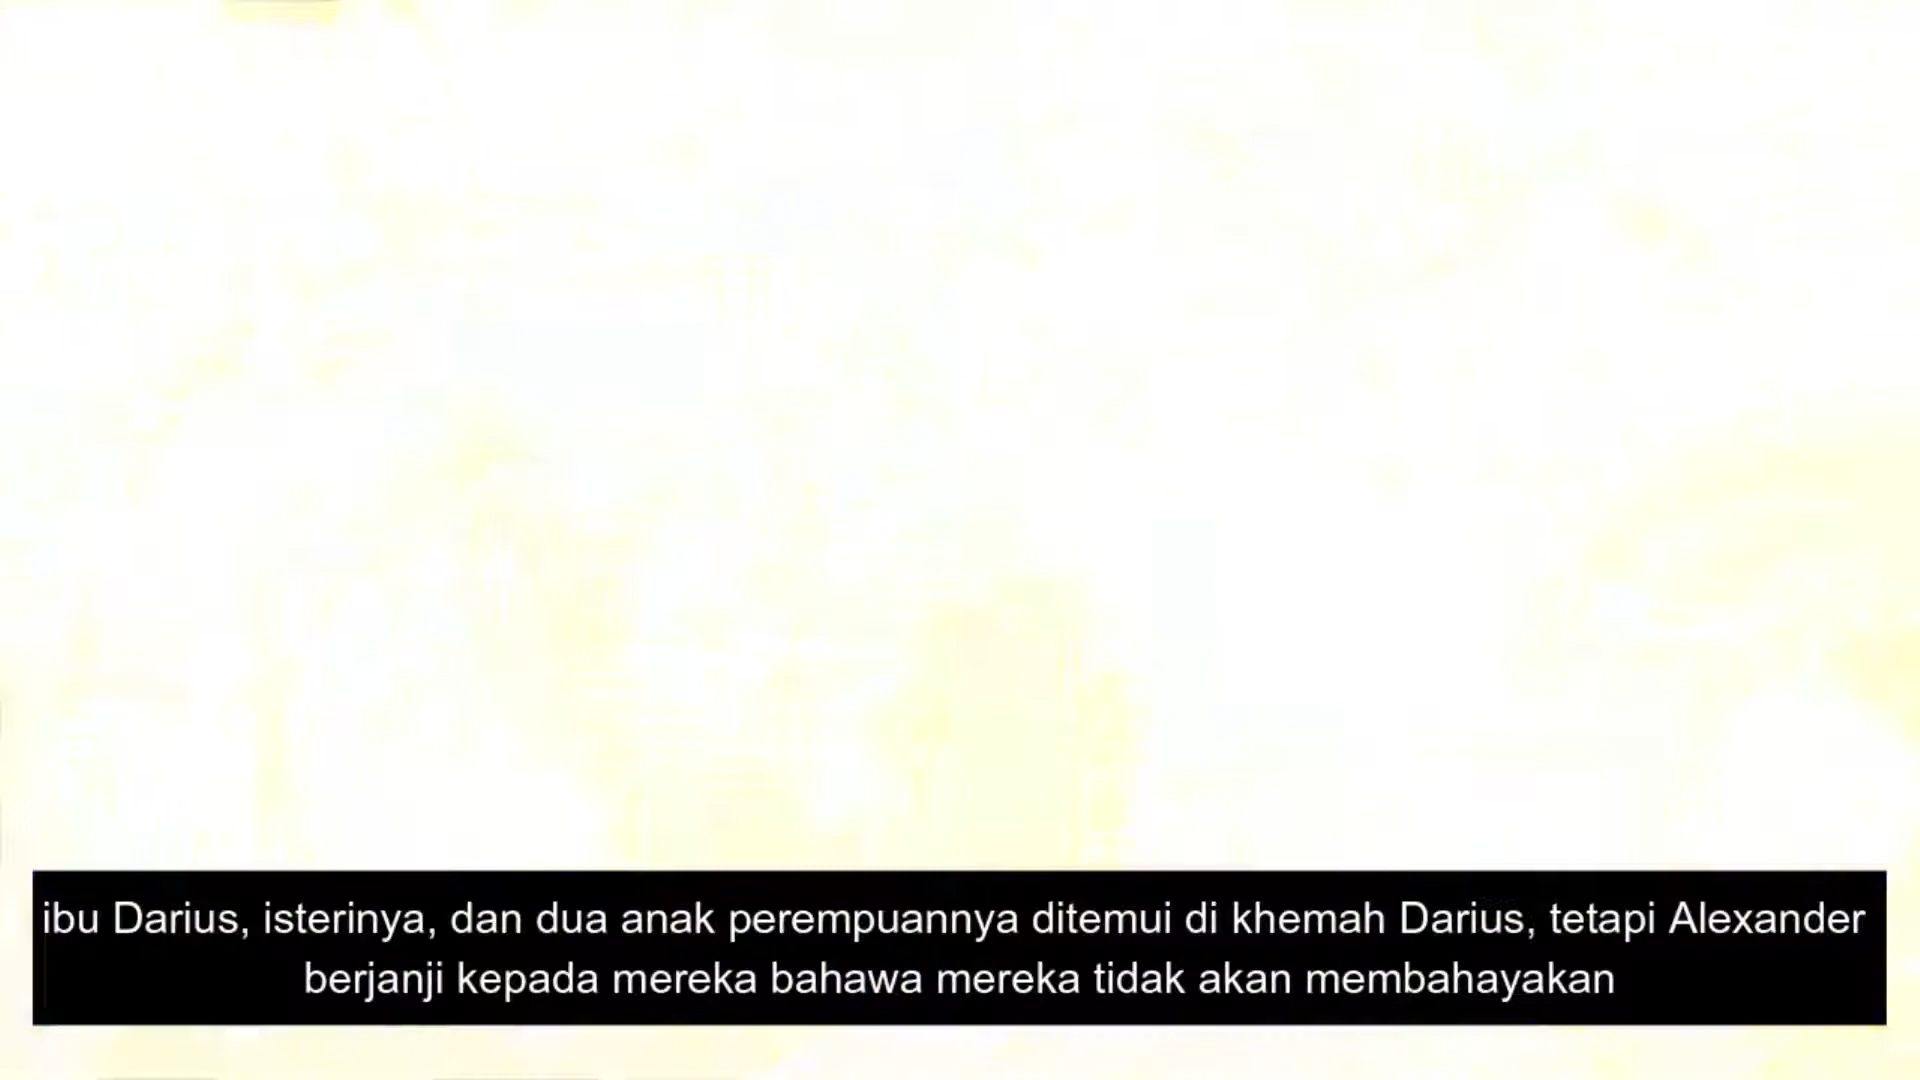 ibu Darius, isterinya, dan dua anak perempuannya ditemui di khemah Darius, tetapi Alexander
berjanji kepada mereka bahawa mereka tidak akan membahayakan